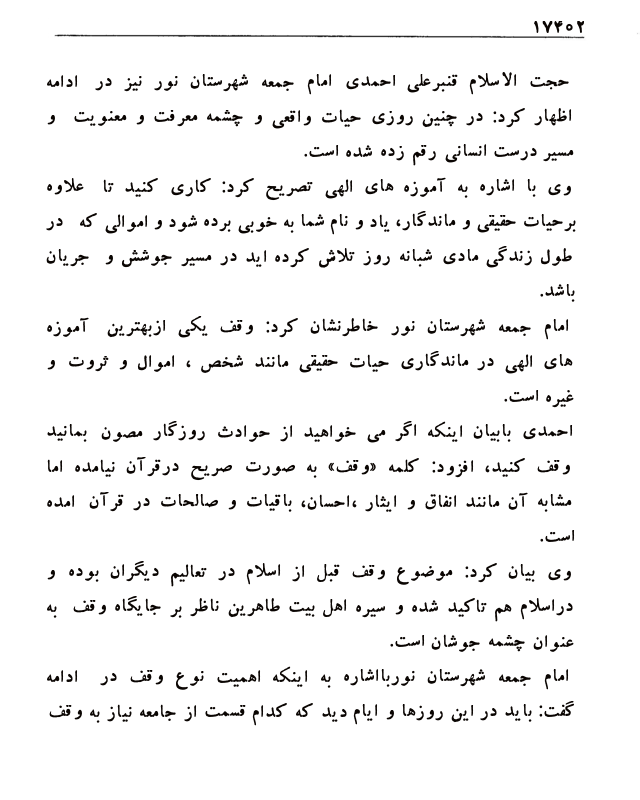 ۱۷۴۰۲
حجت الاسلام قنبرعلی احمدی امام جمعه شهرستان نور نیز در ادامه
اظهار کرد: در چنین روزی حیات واقعی و چشمه معرفت و معنویت و
مسیر درست انسانی رقم زده شده است.
وی با اشاره به آموزه های الهی تصریح کرد: کاری کنید تا علاوه
برحیات حقیقی و ماندگار، یاد و نام شما به خوبی برده شود و اموالی که در
طول زندگی مادی شبانه روز تلاش کرده اید در مسیر جوشش و جریان
باشد.
امام جمعه شهرستان نور خاطرنشان کرد: وقف یکی ازبهترین آموزه
های الهی در ماندگاری حیات حقیقی مانند شخص ، اموال و ثروت و
غیره است.
احمدی بابیان اینکه اگر می خواهید از حوادث روزگار مصون بمانید
وقف کنید، افزود: کلمه «وقف» به صورت صریح درقرآن نیامده اما
مشابه آن مانند انفاق و ایثار ،احسان، باقیات و صالحات در قرآن امده
است.
وی بیان کرد: موضوع وقف قبل از اسلام در تعالیم دیگران بوده و
دراسلام هم تاکید شده و سیره اهل بیت طاهرین ناظر بر جایگاه وقف به
عنوان چشمه جوشان است.
امام جمعه شهرستان نوربااشاره به اینکه اهمیت نوع وقف در ادامه
گفت: باید در این روزها و ایام دید که کدام قسمت از جامعه نیاز به وقف